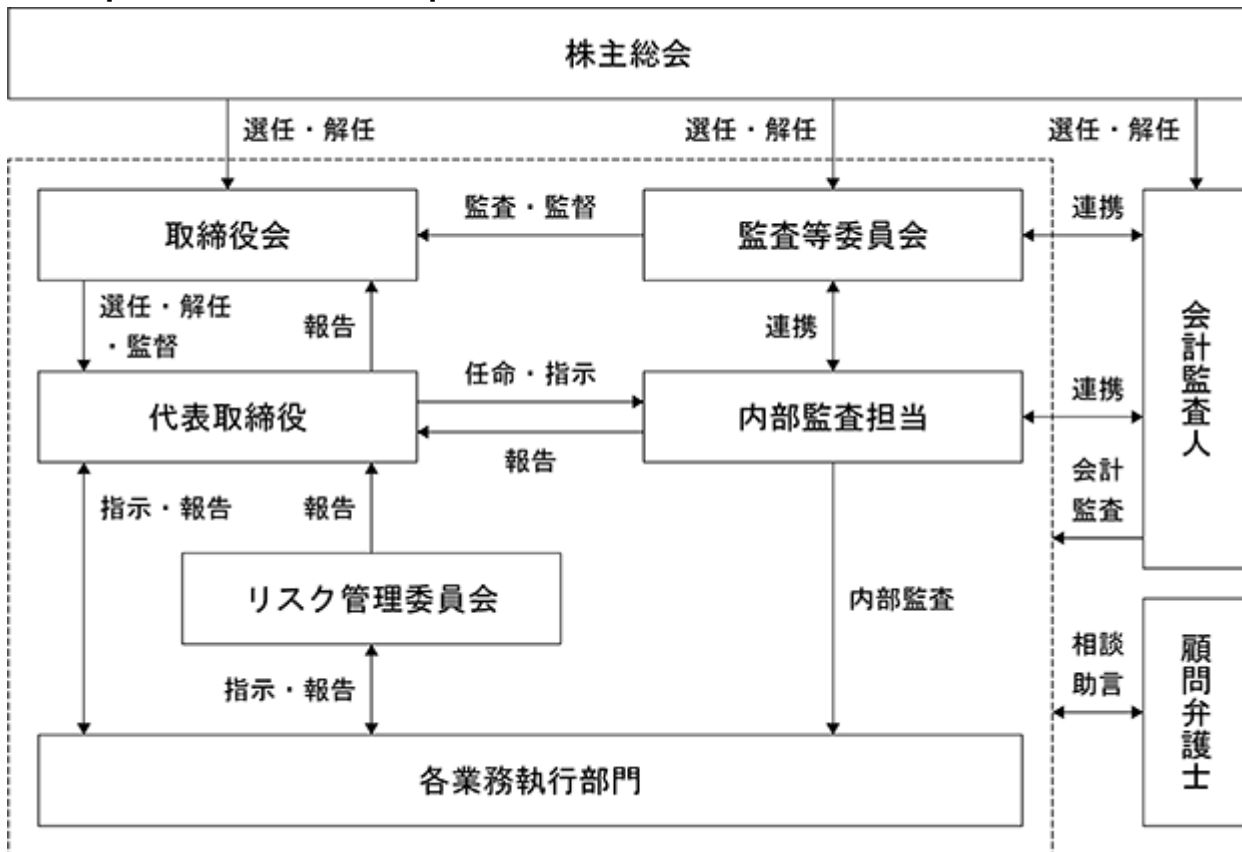 株主総会
選任・解任
選任・解任
選任・解任
取締役会
監査・監督
監査等委員会
連携
選任・解任
・監督
報告
連携
会計監査人
代表取締役
任命・指示
報告
内部監査担当
連携
指示・報告
報告
会計
監査
リスク管理委員会
内部監査
指示・報告
相談
助言
顧問弁護士
各業務執行部門